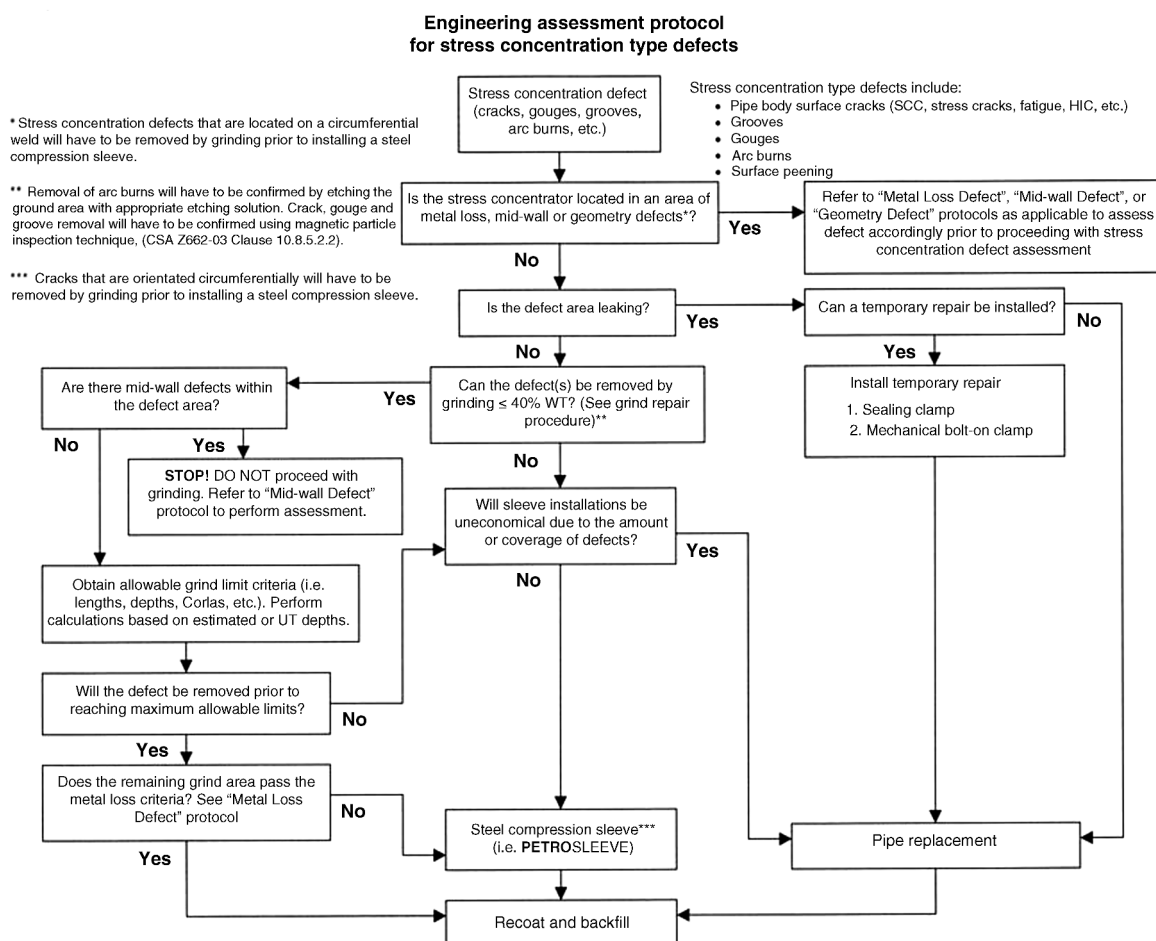 Engineering assessment protocol
for stress concentration type defects
Stress concentration defect
(cracks, gouges, grooves,
arc burns, etc.)
Stress concentration type defects include:
• Pipe body surface cracks (SCC, stress cracks, fatigue, HIC, etc.)
• Grooves
• Gouges
• Arc burns
• Surface peening
* Stress concentration defects that are located on a circumferential
weld will have to be removed by grinding prior to installing a steel
compression sleeve.
** Removal of arc burns will have to be confirmed by etching the
ground area with appropriate etching solution. Crack, gouge and
groove removal will have to be confirmed using magnetic particle
inspection technique, (CSA Z662-03 Clause 10.8.5.2.2).
*** Cracks that are orientated circumferentially will have to be
removed by grinding prior to installing a steel compression sleeve.
Is the stress concentrator located in an area of
metal loss, mid-wall or geometry defects*?
Yes
Refer to “Metal Loss Defect”, “Mid-wall Defect”, or
“Geometry Defect” protocols as applicable to assess
defect accordingly prior to proceeding with stress
concentration defect assessment
No
Is the defect area leaking?
Yes
Can a temporary repair be installed?
No
No
Yes
Are there mid-wall defects within
the defect area?
Yes
Can the defect(s) be removed by
grinding ≤ 40% WT? (See grind repair
procedure)**
Install temporary repair
1. Sealing clamp
2. Mechanical bolt-on clamp
No
Yes
No
STOP! DO NOT proceed with
grinding. Refer to “Mid-wall Defect”
protocol to perform assessment.
Will sleeve installations be
uneconomical due to the amount
or coverage of defects?
Yes
No
Obtain allowable grind limit criteria (i.e.
lengths, depths, Corlas, etc.). Perform
calculations based on estimated or UT depths.
Will the defect be removed prior to
reaching maximum allowable limits?
No
Yes
Does the remaining grind area pass the
metal loss criteria? See “Metal Loss
Defect” protocol
No
Yes
Steel compression sleeve***
(i.e. PETROSLEEVE)
Pipe replacement
Recoat and backfill